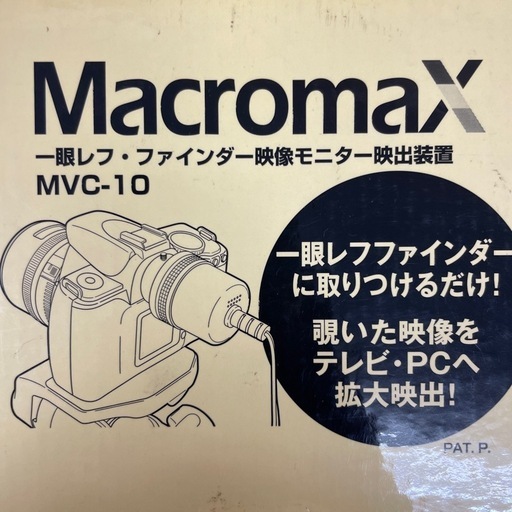 MacromaX
一眼レフ・ファインダー映像モニター映出装置
MVC-10
一眼レフファインダー
に取りつけるだけ!
覗いた映像を
テレビ・PCへ
拡大映出!
PAT. P.